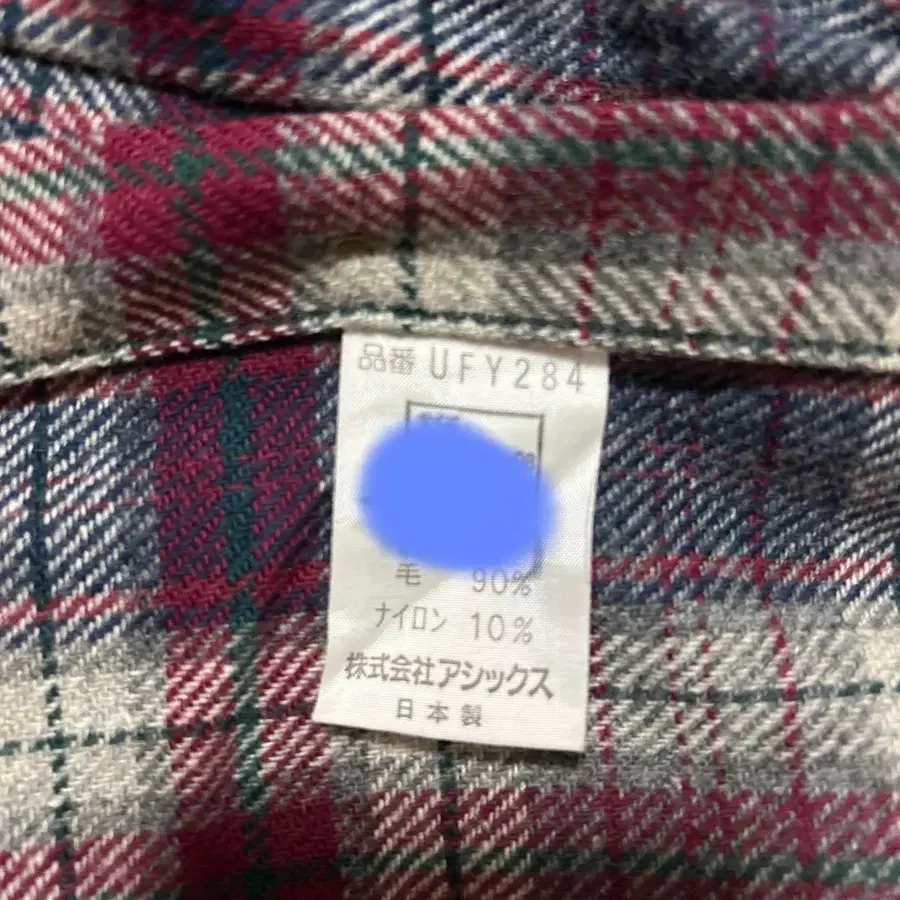 品番 UFY284
毛 90%
ナイロン 10%
株式会社アシックス
日本製